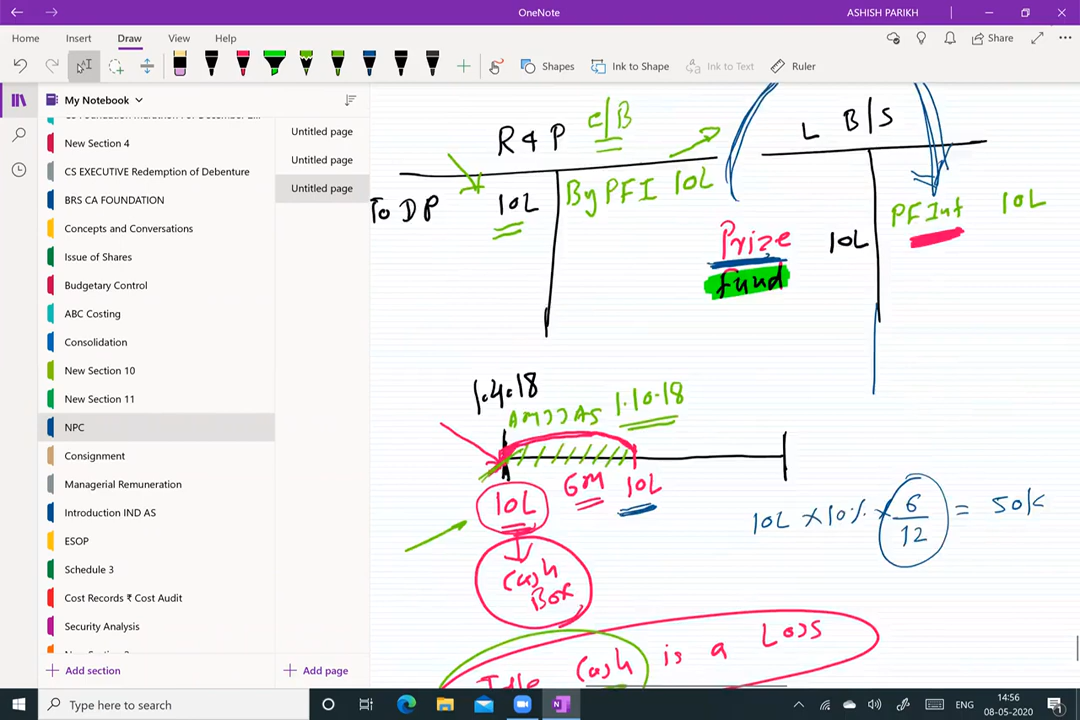 OneNote
ASHISH PARIKH
Home Insert Draw View Help
Share
Shapes
Ink to Shape
Ink to Text
Ruler
My Notebook
CS Foundation Marathon For December E...
New Section 4
CS EXECUTIVE Redemption of Debenture
BRS CA FOUNDATION
Concepts and Conversations
Issue of Shares
Budgetary Control
ABC Costing
Consolidation
New Section 10
New Section 11
NPC
Consignment
Managerial Remuneration
Introduction IND AS
ESOP
Schedule 3
Cost Records ₹ Cost Audit
Security Analysis
Add section
Untitled page
Untitled page
Untitled page
Add page
R & P C/B
To DP 10L By PFI 10L
L B/S
Prize 10L
Fund
PF Int 10L
1.4.18
1.10.18
10L 6M 10L
Cash
Box
10L × 10% × 6/12 = 50K
Idle Cash is a Loss
Type here to search
ENG
14:56
08-05-2020
1